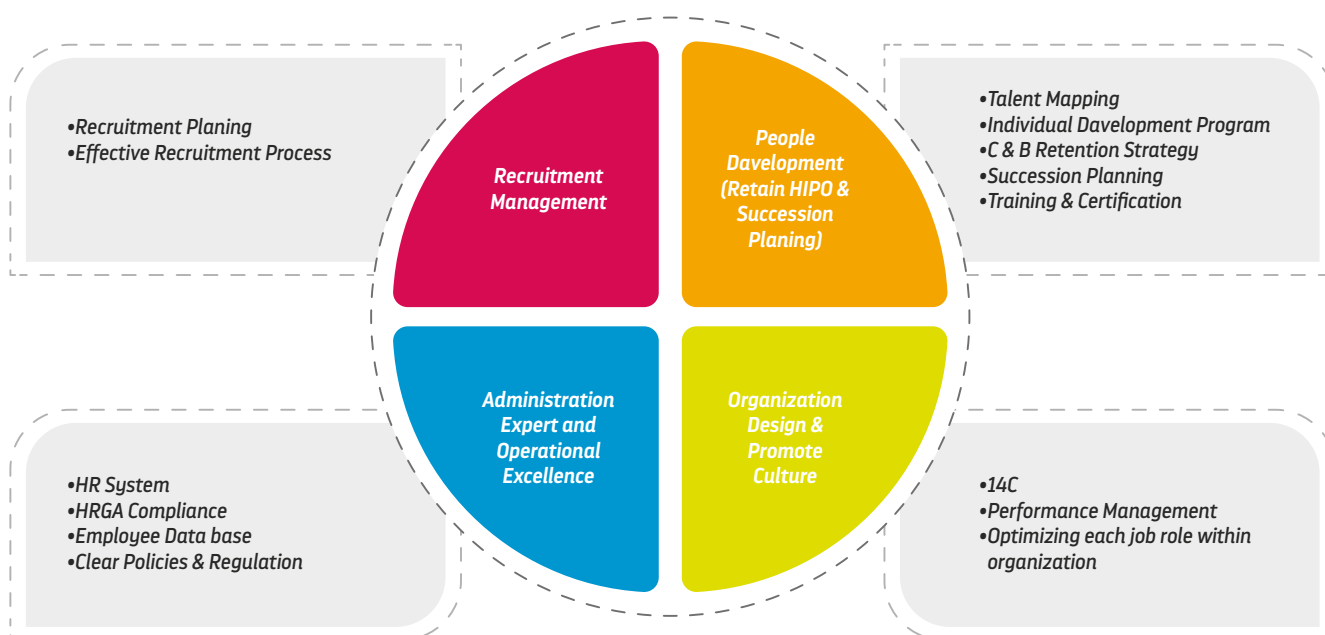 •Recruitment Planing
•Effective Recruitment Process
Recruitment
Management
People
Davelopment
(Retain HIPO &
Succession
Planing)
•Talent Mapping
•Individual Davelopment Program
•C & B Retention Strategy
•Succession Planning
•Training & Certification
•HR System
•HRGA Compliance
•Employee Data base
•Clear Policies & Regulation
Administration
Expert and
Operational
Excellence
Organization
Design &
Promote
Culture
•14C
•Performance Management
•Optimizing each job role within
organization